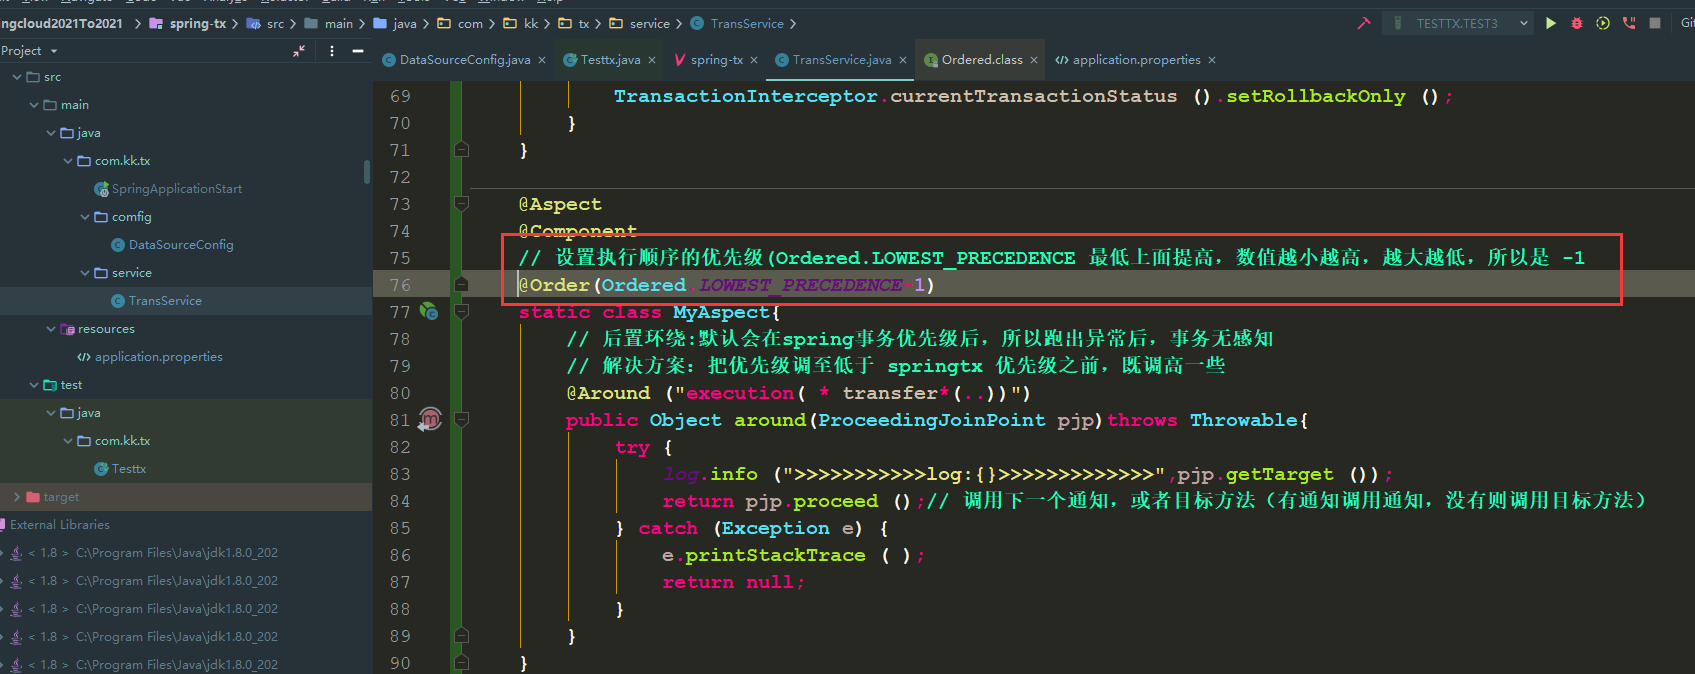 ngcloud2021To2021 > spring-tx > src > main > java > com > kk > tx > service > TransService >
TESTTX.TEST3
Git
Project
DataSourceConfig.java ×
Testtx.java ×
spring-tx ×
TransService.java ×
Ordered.class ×
application.properties ×
src
main
java
com.kk.tx
SpringApplicationStart
comfig
DataSourceConfig
service
TransService
resources
application.properties
test
java
com.kk.tx
Testtx
target
External Libraries
< 1.8 > C:\Program Files\Java\jdk1.8.0_202
< 1.8 > C:\Program Files\Java\jdk1.8.0_202
< 1.8 > C:\Program Files\Java\jdk1.8.0_202
< 1.8 > C:\Program Files\Java\jdk1.8.0_202
< 1.8 > C:\Program Files\Java\jdk1.8.0_202
69 TransactionInterceptor.currentTransactionStatus ().setRollbackOnly ();
70 }
71 }
72
73 @Aspect
74 @Component
75 // 设置执行顺序的优先级(Ordered.LOWEST_PRECEDENCE 最低上面提高，数值越小越高，越大越低，所以是 -1
76 @Order(Ordered.LOWEST_PRECEDENCE-1)
77 static class MyAspect{
78 // 后置环绕:默认会在spring事务优先级后，所以跑出异常后，事务无感知
79 // 解决方案：把优先级调至低于 springtx 优先级之前，既调高一些
80 @Around ("execution( * transfer*(..))")
81 public Object around(ProceedingJoinPoint pjp)throws Throwable{
82 try {
83 log.info (">>>>>>>>>>>log:{}>>>>>>>>>>>>>",pjp.getTarget ());
84 return pjp.proceed ();// 调用下一个通知，或者目标方法（有通知调用通知，没有则调用目标方法）
85 } catch (Exception e) {
86 e.printStackTrace ( );
87 return null;
88 }
89 }
90 }